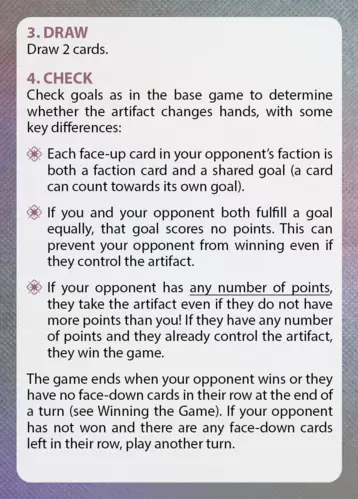 3. DRAW
Draw 2 cards.
4. CHECK
Check goals as in the base game to determine
whether the artifact changes hands, with some
key differences:
Each face-up card in your opponent's faction is
both a faction card and a shared goal (a card
can count towards its own goal).
If you and your opponent both fulfill a goal
equally, that goal scores no points. This can
prevent your opponent from winning even if
they control the artifact.
If your opponent has any number of points,
they take the artifact even if they do not have
more points than you! If they have any number
of points and they already control the artifact,
they win the game.
The game ends when your opponent wins or they
have no face-down cards in their row at the end of
a turn (see Winning the Game). If your opponent
has not won and there are any face-down cards
left in their row, play another turn.